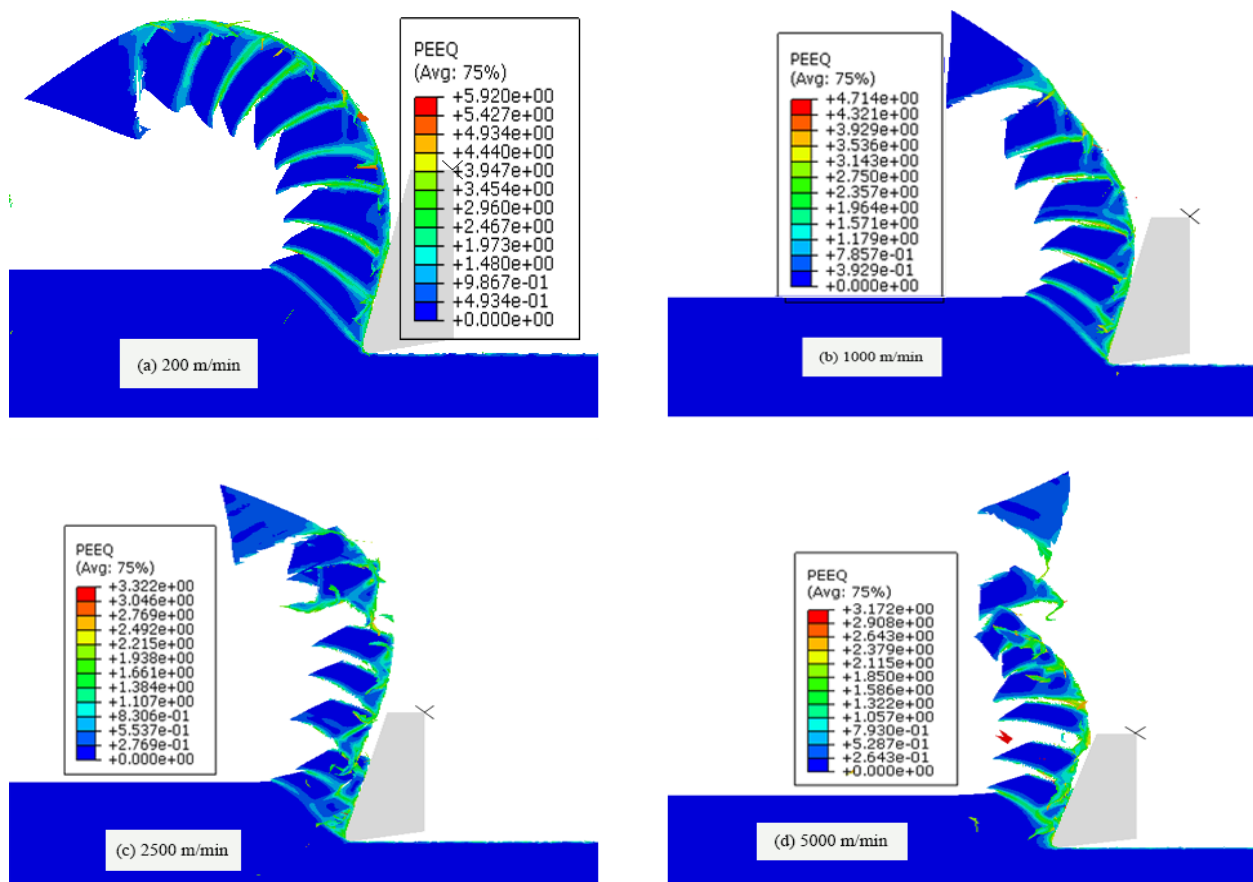 PEEQ
(Avg: 75%)
+5.920e+00
+5.427e+00
+4.934e+00
+4.440e+00
+3.947e+00
+3.454e+00
+2.960e+00
+2.467e+00
+1.973e+00
+1.480e+00
+9.867e-01
+4.934e-01
+0.000e+00
(a) 200 m/min
PEEQ
(Avg: 75%)
+4.714e+00
+4.321e+00
+3.929e+00
+3.536e+00
+3.143e+00
+2.750e+00
+2.357e+00
+1.964e+00
+1.571e+00
+1.179e+00
+7.857e-01
+3.929e-01
+0.000e+00
(b) 1000 m/min
PEEQ
(Avg: 75%)
+3.322e+00
+3.046e+00
+2.769e+00
+2.492e+00
+2.215e+00
+1.938e+00
+1.661e+00
+1.384e+00
+1.107e+00
+8.306e-01
+5.537e-01
+2.769e-01
+0.000e+00
(c) 2500 m/min
PEEQ
(Avg: 75%)
+3.172e+00
+2.908e+00
+2.643e+00
+2.379e+00
+2.115e+00
+1.850e+00
+1.586e+00
+1.322e+00
+1.057e+00
+7.930e-01
+5.287e-01
+2.643e-01
+0.000e+00
(d) 5000 m/min